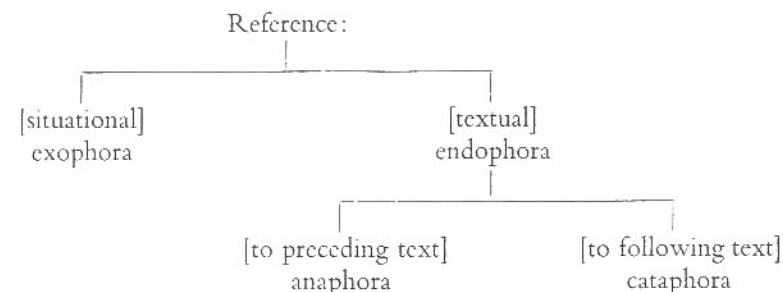 Reference:
[situational]
exophora
[textual]
endophora
[to preceding text]
anaphora
[to following text]
cataphora